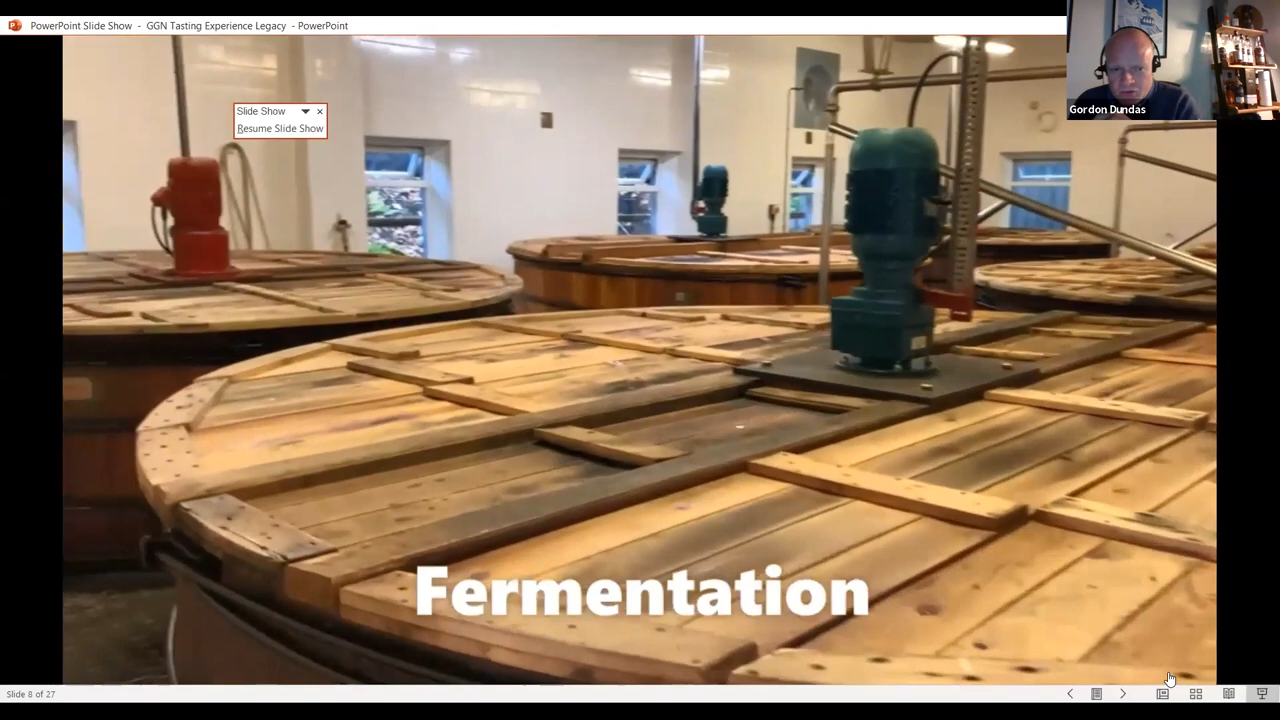 PowerPoint Slide Show - GGN Tasting Experience Legacy - PowerPoint
Gordon Dundas
Slide Show
Resume Slide Show
Fermentation
Slide 8 of 27